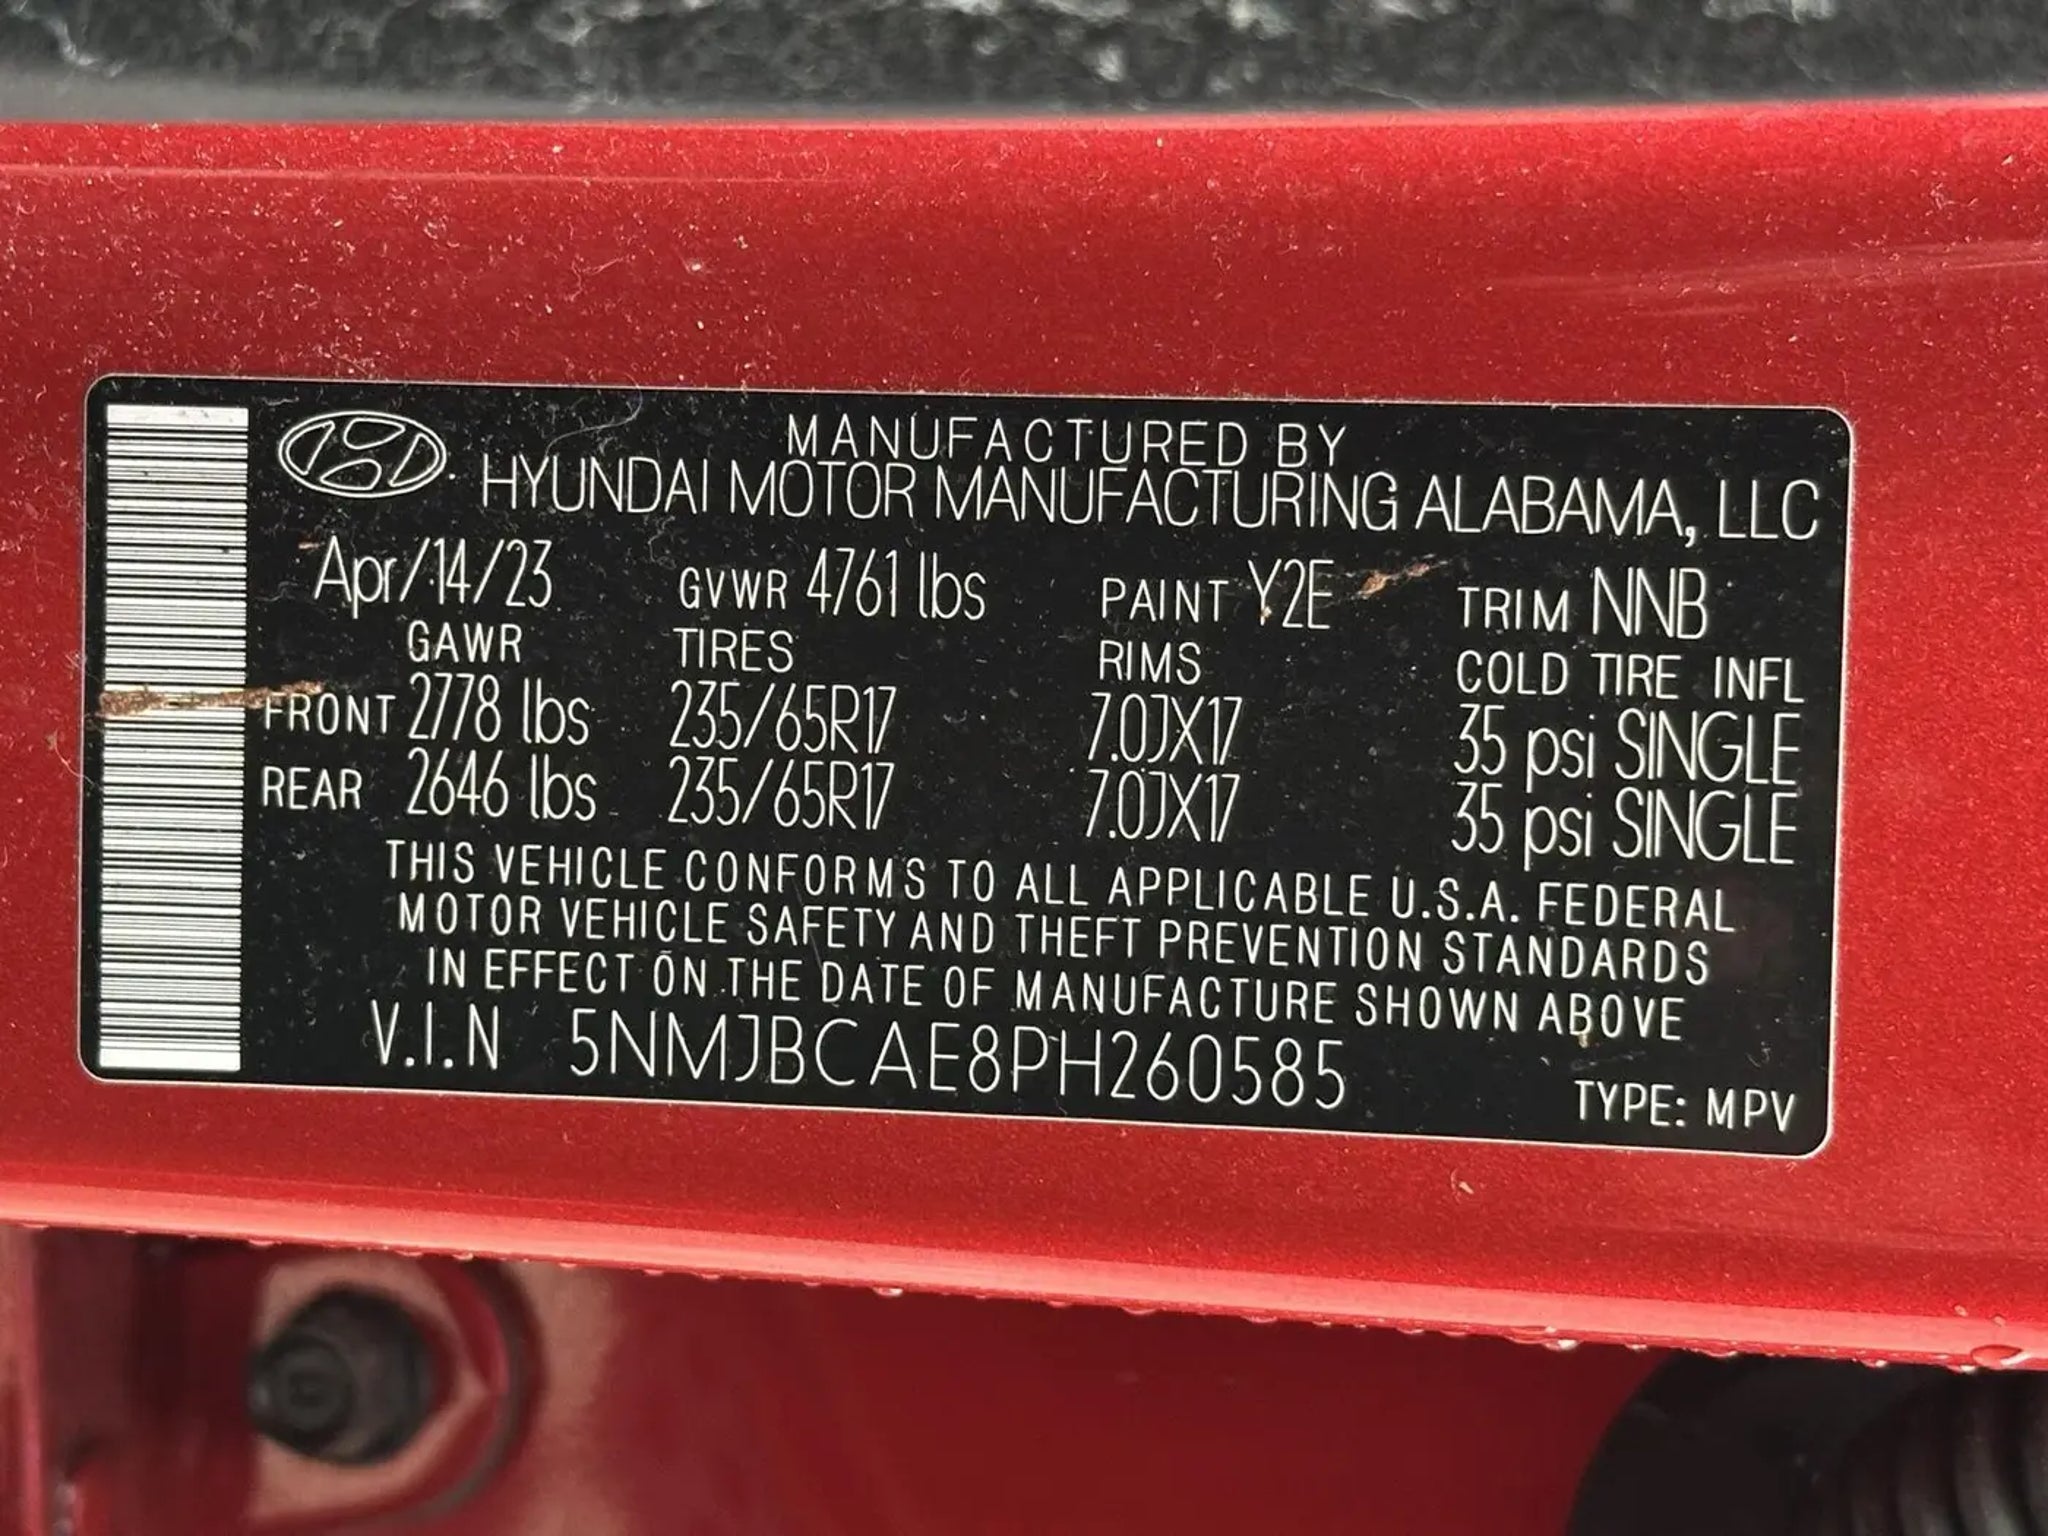 MANUFACTURED BY
HYUNDAI MOTOR MANUFACTURING ALABAMA, LLC
Apr/14/23 GVWR 4761 lbs PAINT Y2E TRIM NNB
GAWR TIRES RIMS COLD TIRE INFL
FRONT 2778 lbs 235/65R17 7.0JX17 35 psi SINGLE
REAR 2646 lbs 235/65R17 7.0JX17 35 psi SINGLE
THIS VEHICLE CONFORMS TO ALL APPLICABLE U.S.A. FEDERAL
MOTOR VEHICLE SAFETY AND THEFT PREVENTION STANDARDS
IN EFFECT ON THE DATE OF MANUFACTURE SHOWN ABOVE
V.I.N 5NMJBCAE8PH260585
TYPE: MPV